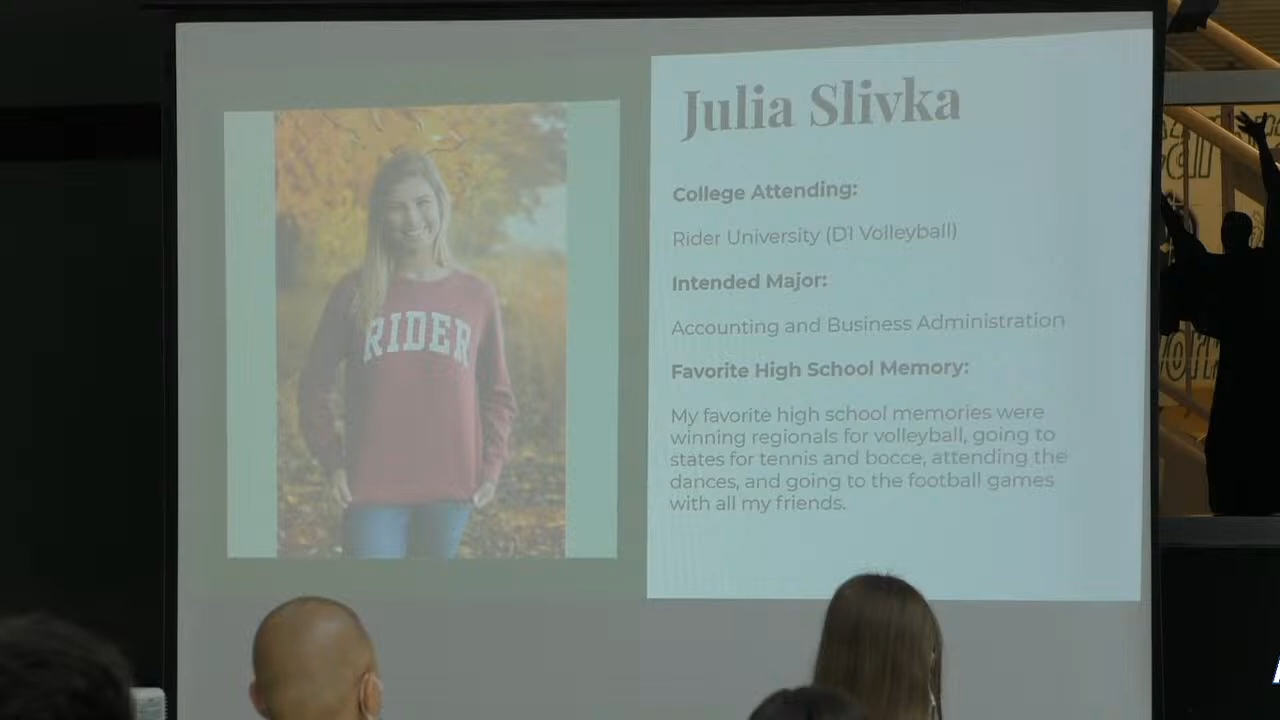 Julia Slivka
College Attending:
Rider University (D1 Volleyball)
Intended Major:
Accounting and Business Administration
Favorite High School Memory:
My favorite high school memories were
winning regionals for volleyball, going to
states for tennis and bocce, attending the
dances, and going to the football games
with all my friends.
RIDER